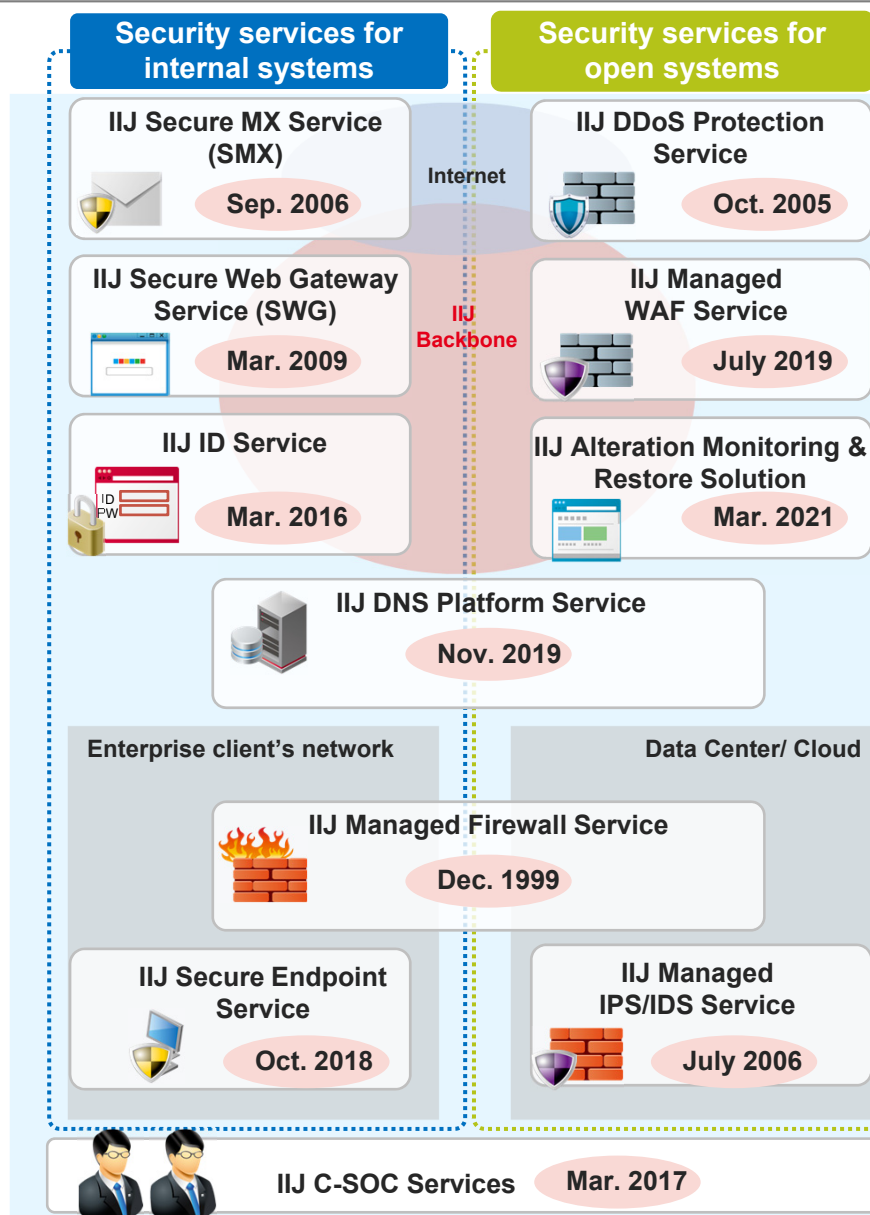 Security services for
internal systems
Security services for
open systems
IIJ Secure MX Service
(SMX)
Sep. 2006
Internet
IIJ DDoS Protection
Service
Oct. 2005
IIJ Secure Web Gateway
Service (SWG)
Mar. 2009
IIJ
Backbone
IIJ Managed
WAF Service
July 2019
IIJ ID Service
ID
PW
Mar. 2016
IIJ Alteration Monitoring &
Restore Solution
Mar. 2021
IIJ DNS Platform Service
Nov. 2019
Enterprise client's network
Data Center/ Cloud
IIJ Managed Firewall Service
Dec. 1999
IIJ Secure Endpoint
Service
Oct. 2018
IIJ Managed
IPS/IDS Service
July 2006
IIJ C-SOC Services
Mar. 2017